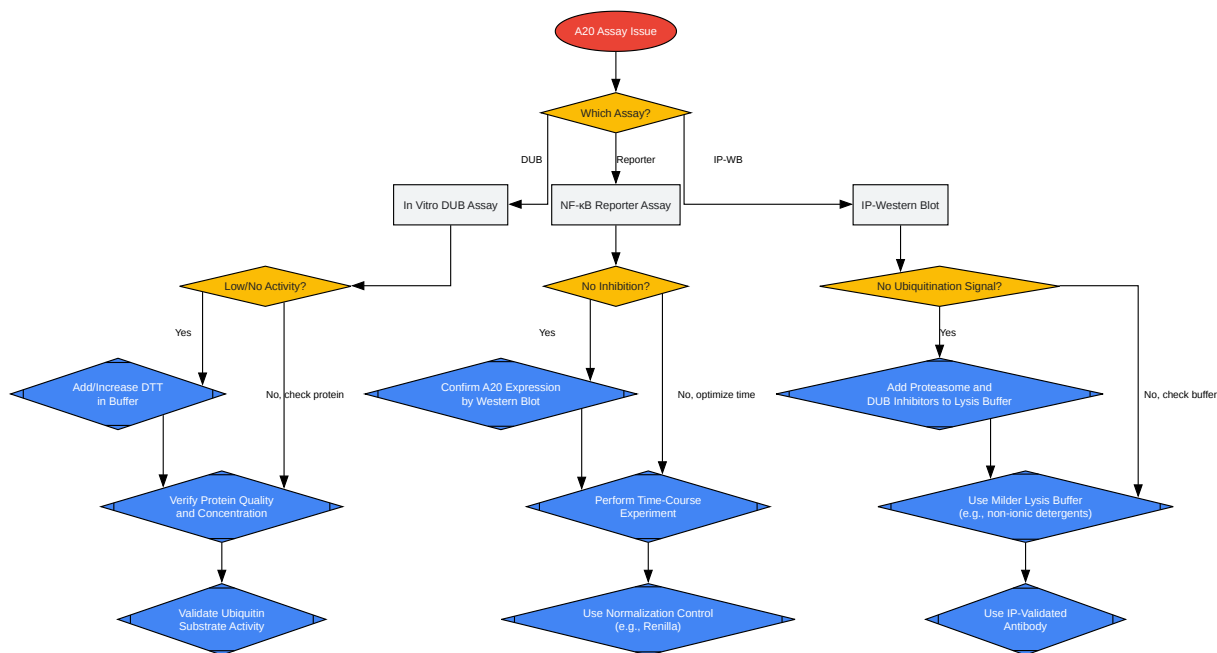 A20 Assay Issue
Which Assay?
DUB
Reporter
IP-WB
In Vitro DUB Assay
NF-κB Reporter Assay
IP-Western Blot
Low/No Activity?
No Inhibition?
No Ubiquitination Signal?
Yes
Yes
Yes
Add/Increase DTT
in Buffer
No, check protein
Confirm A20 Expression
by Western Blot
No, optimize time
Add Proteasome and
DUB Inhibitors to Lysis Buffer
No, check buffer
Verify Protein Quality
and Concentration
Perform Time-Course
Experiment
Use Milder Lysis Buffer
(e.g., non-ionic detergents)
Validate Ubiquitin
Substrate Activity
Use Normalization Control
(e.g., Renilla)
Use IP-Validated
Antibody